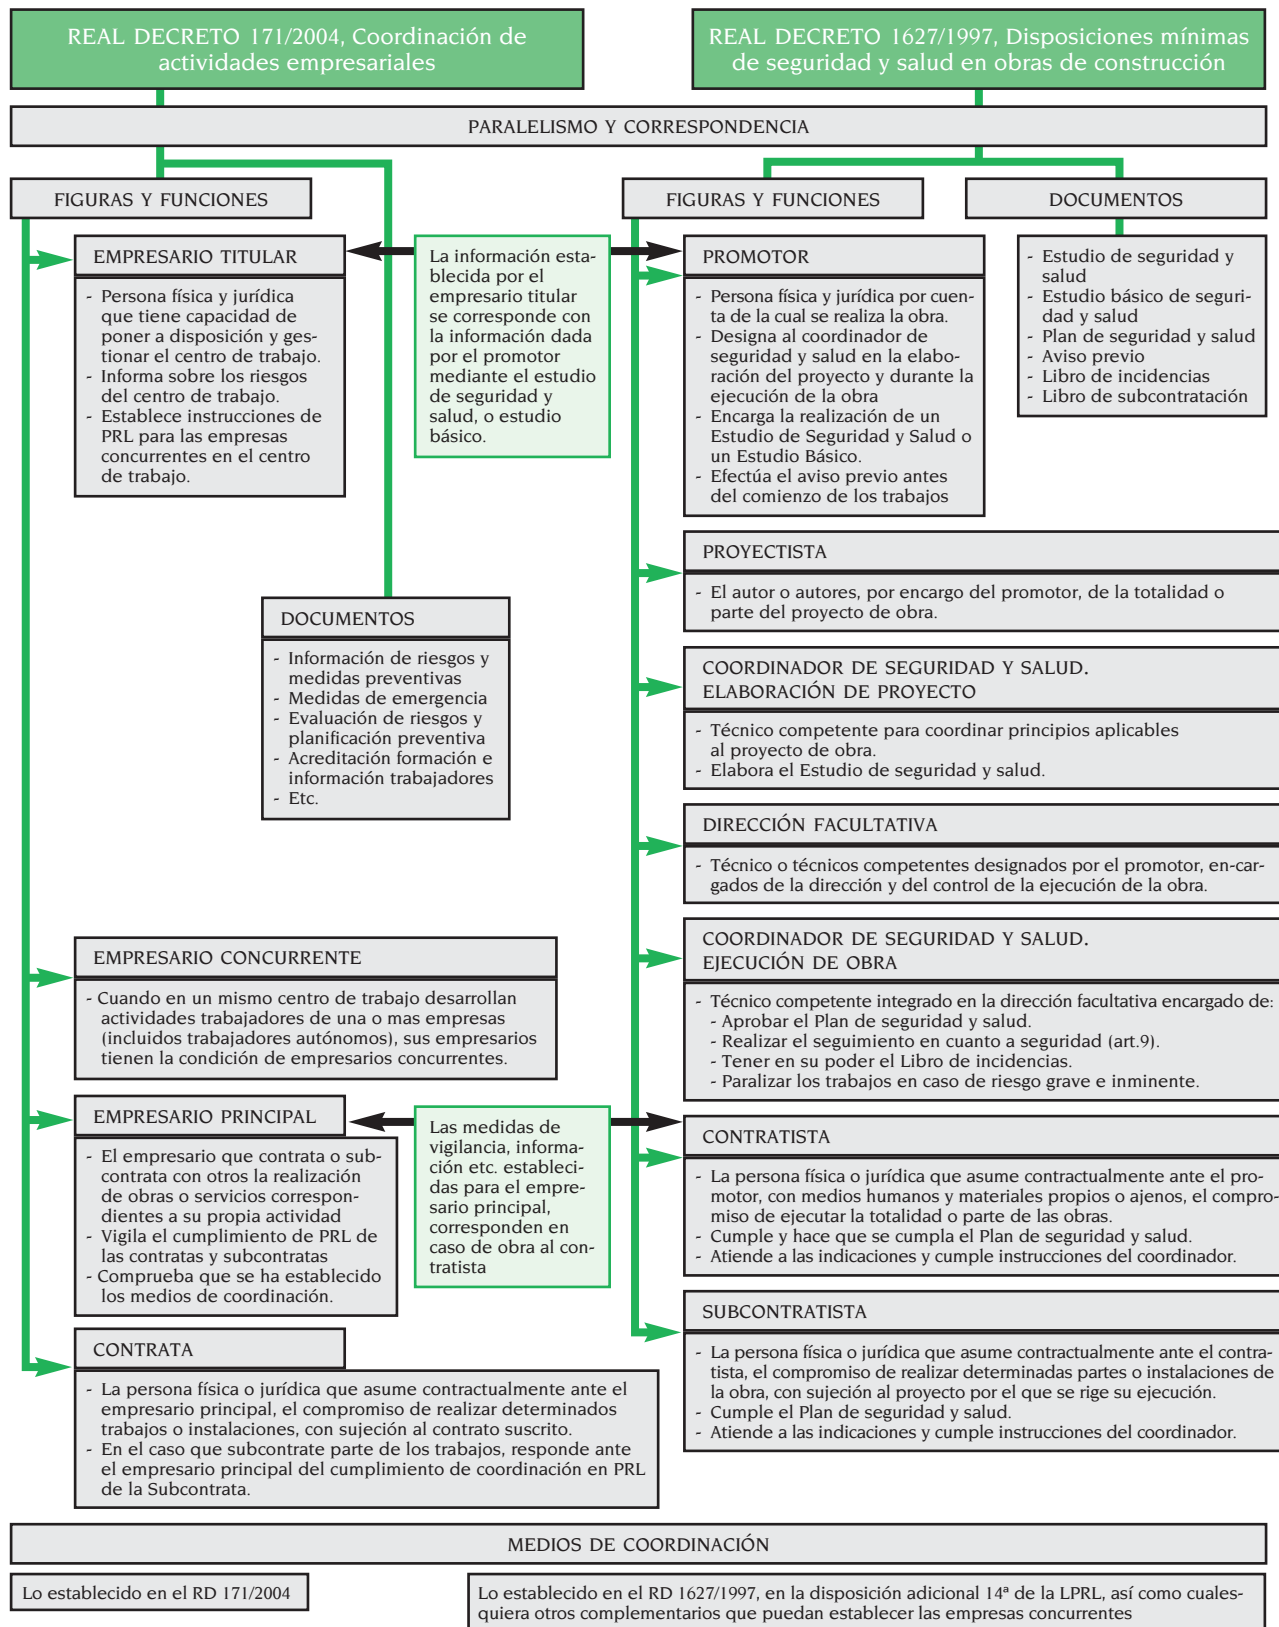 REAL DECRETO 171/2004, Coordinación de
actividades empresariales
REAL DECRETO 1627/1997, Disposiciones mínimas
de seguridad y salud en obras de construcción
PARALELISMO Y CORRESPONDENCIA
FIGURAS Y FUNCIONES
EMPRESARIO TITULAR
- Persona física y jurídica
que tiene capacidad de
poner a disposición y ges-
tionar el centro de trabajo.
- Informa sobre los riesgos
del centro de trabajo.
- Establece instrucciones de
PRL para las empresas
concurrentes en el centro
de trabajo.
La información esta-
blecida por el
empresario titular
se corresponde con
la información dada
por el promotor
mediante el estudio
de seguridad y
salud, o estudio
básico.
DOCUMENTOS
- Información de riesgos y
medidas preventivas
- Medidas de emergencia
- Evaluación de riesgos y
planificación preventiva
- Acreditación formación e
información trabajadores
- Etc.
EMPRESARIO CONCURRENTE
- Cuando en un mismo centro de trabajo desarrollan
actividades trabajadores de una o mas empresas
(incluidos trabajadores autónomos), sus empresarios
tienen la condición de empresarios concurrentes.
EMPRESARIO PRINCIPAL
- El empresario que contrata o sub-
contrata con otros la realización
de obras o servicios correspon-
dientes a su propia actividad
- Vigila el cumplimiento de PRL de
las contratas y subcontratas
- Comprueba que se ha establecido
los medios de coordinación.
Las medidas de
vigilancia, informa-
ción etc. estableci-
das para el empre-
sario principal,
corresponden en
caso de obra al con-
tratista
CONTRATA
- La persona física o jurídica que asume contractualmente ante el
empresario principal, el compromiso de realizar determinados
trabajos o instalaciones, con sujeción al contrato suscrito.
- En el caso que subcontrate parte de los trabajos, responde ante
el empresario principal del cumplimiento de coordinación en PRL
de la Subcontrata.
FIGURAS Y FUNCIONES
PROMOTOR
- Persona física y jurídica por cuen-
ta de la cual se realiza la obra.
- Designa al coordinador de
seguridad y salud en la elabo-
ración del proyecto y durante la
ejecución de la obra
- Encarga la realización de un
Estudio de Seguridad y Salud o
un Estudio Básico.
- Efectúa el aviso previo antes
del comienzo de los trabajos
DOCUMENTOS
- Estudio de seguridad y
salud
- Estudio básico de seguri-
dad y salud
- Plan de seguridad y salud
- Aviso previo
- Libro de incidencias
- Libro de subcontratación
PROYECTISTA
- El autor o autores, por encargo del promotor, de la totalidad o
parte del proyecto de obra.
COORDINADOR DE SEGURIDAD Y SALUD.
ELABORACIÓN DE PROYECTO
- Técnico competente para coordinar principios aplicables
al proyecto de obra.
- Elabora el Estudio de seguridad y salud.
DIRECCIÓN FACULTATIVA
- Técnico o técnicos competentes designados por el promotor, en-car-
gados de la dirección y del control de la ejecución de la obra.
COORDINADOR DE SEGURIDAD Y SALUD.
EJECUCIÓN DE OBRA
- Técnico competente integrado en la dirección facultativa encargado de:
- Aprobar el Plan de seguridad y salud.
- Realizar el seguimiento en cuanto a seguridad (art.9).
- Tener en su poder el Libro de incidencias.
- Paralizar los trabajos en caso de riesgo grave e inminente.
CONTRATISTA
- La persona física o jurídica que asume contractualmente ante el pro-
motor, con medios humanos y materiales propios o ajenos, el compro-
miso de ejecutar la totalidad o parte de las obras.
- Cumple y hace que se cumpla el Plan de seguridad y salud.
- Atiende a las indicaciones y cumple instrucciones del coordinador.
SUBCONTRATISTA
- La persona física o jurídica que asume contractualmente ante el contra-
tista, el compromiso de realizar determinadas partes o instalaciones de
la obra, con sujeción al proyecto por el que se rige su ejecución.
- Cumple el Plan de seguridad y salud.
- Atiende a las indicaciones y cumple instrucciones del coordinador.
MEDIOS DE COORDINACIÓN
Lo establecido en el RD 171/2004
Lo establecido en el RD 1627/1997, en la disposición adicional 14ª de la LPRL, así como cuales-
quiera otros complementarios que puedan establecer las empresas concurrentes